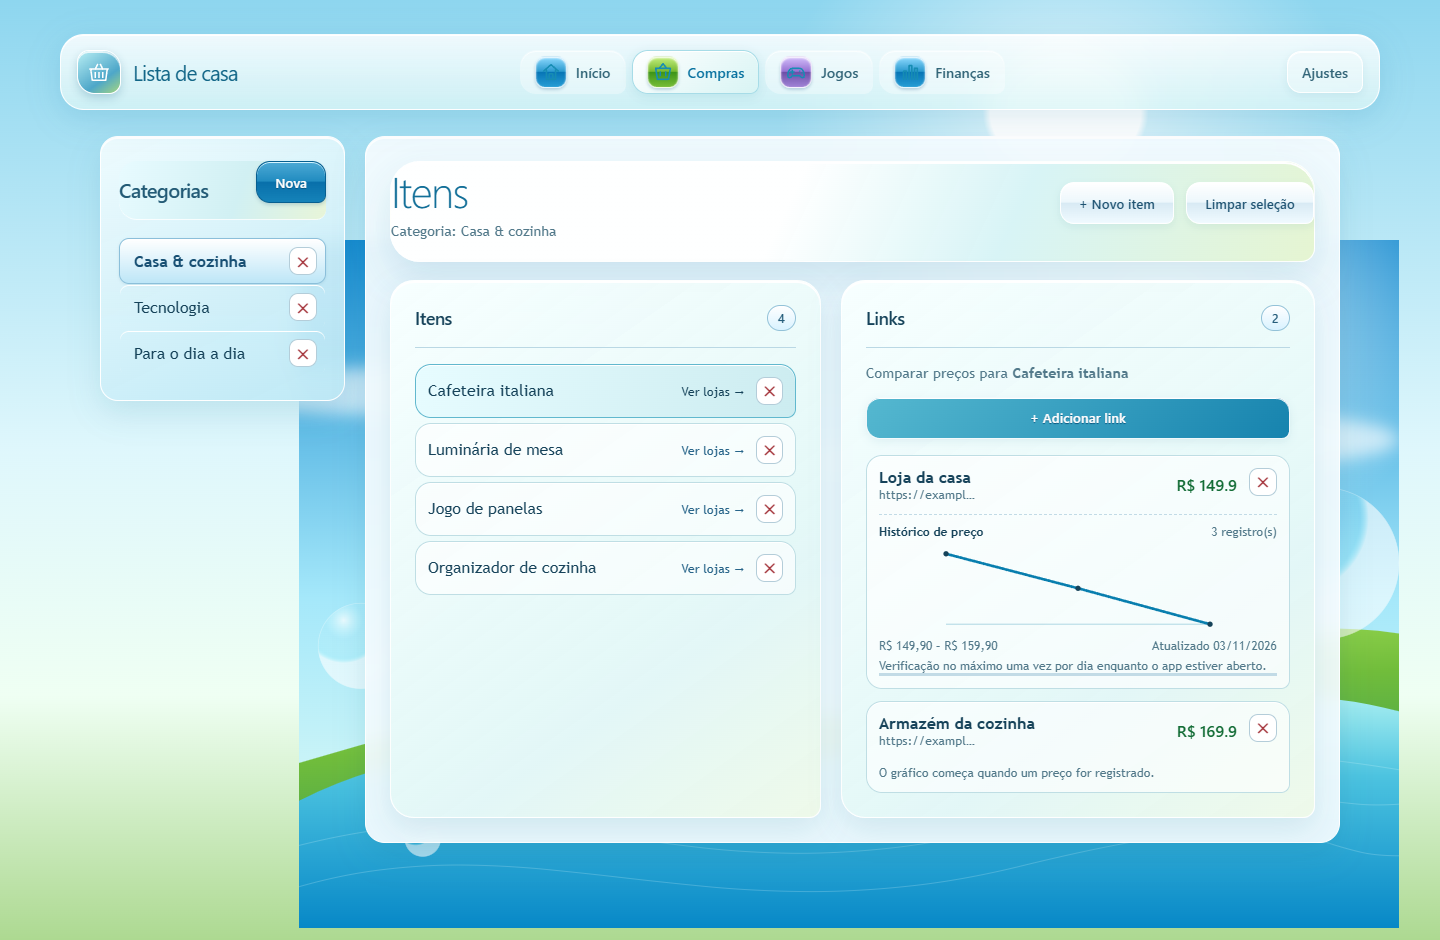 Lista de casa
Início
Compras
Jogos
Finanças
Ajustes
Categorias
Nova
Casa & cozinha
Tecnologia
Para o dia a dia
Itens
Categoria: Casa & cozinha
+ Novo item
Limpar seleção
Itens
4
Cafeteira italiana
Ver lojas →
Luminária de mesa
Ver lojas →
Jogo de panelas
Ver lojas →
Organizador de cozinha
Ver lojas →
Links
2
Comparar preços para Cafeteira italiana
+ Adicionar link
Loja da casa
https://exampl...
R$ 149.9
Histórico de preço
3 registro(s)
R$ 149,90 - R$ 159,90
Atualizado 03/11/2026
Verificação no máximo uma vez por dia enquanto o app estiver aberto.
Armazém da cozinha
https://exampl...
R$ 169.9
O gráfico começa quando um preço for registrado.